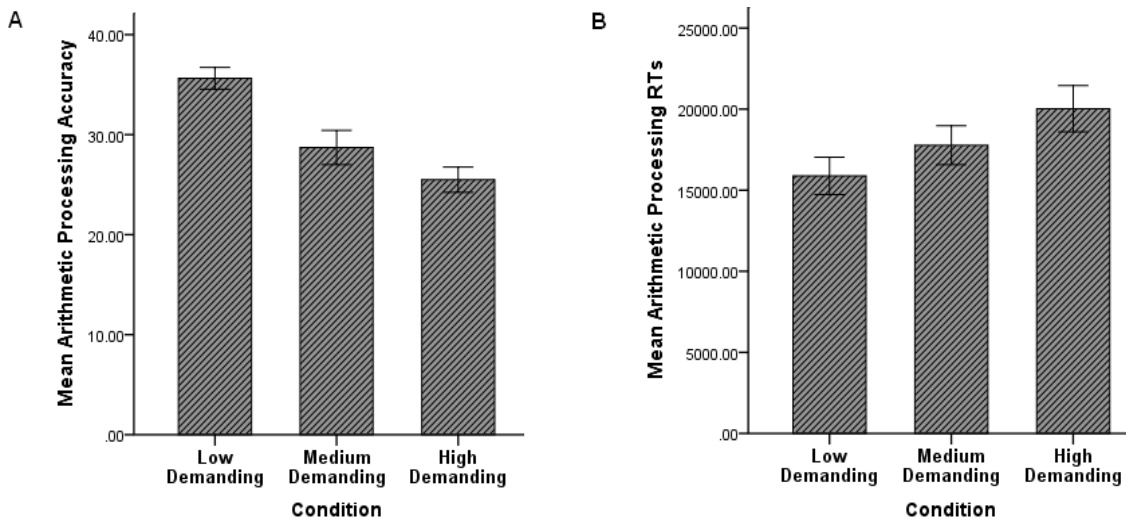 A
Mean Arithmetic Processing Accuracy
40.00
30.00
20.00
10.00
.00
Low
Demanding
Medium
Demanding
High
Demanding
Condition
B
Mean Arithmetic Processing RTs
25000.00
20000.00
15000.00
10000.00
5000.00
.00
Low
Demanding
Medium
Demanding
High
Demanding
Condition